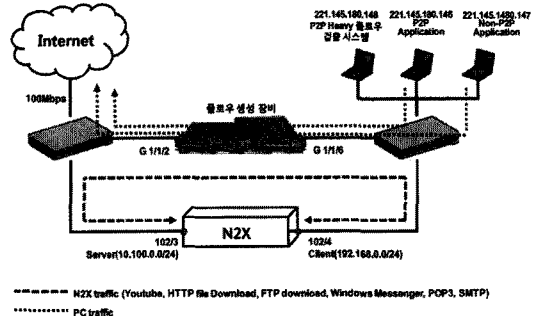 221.145.180.148
P2P Heavy 플로우
검출 시스템
221.145.180.146
P2P
Application
221.145.1480.147
Non-P2P
Application
Internet
100Mbps
플로우 생성 장비
G 1/1/2
G 1/1/6
N2X
102/3
Server(10.100.0.0/24)
102/4
Client(192.168.0.0/24)
N2X traffic (Youtube, HTTP file Download, FTP download, Windows Messenger, POP3, SMTP)
PC traffic